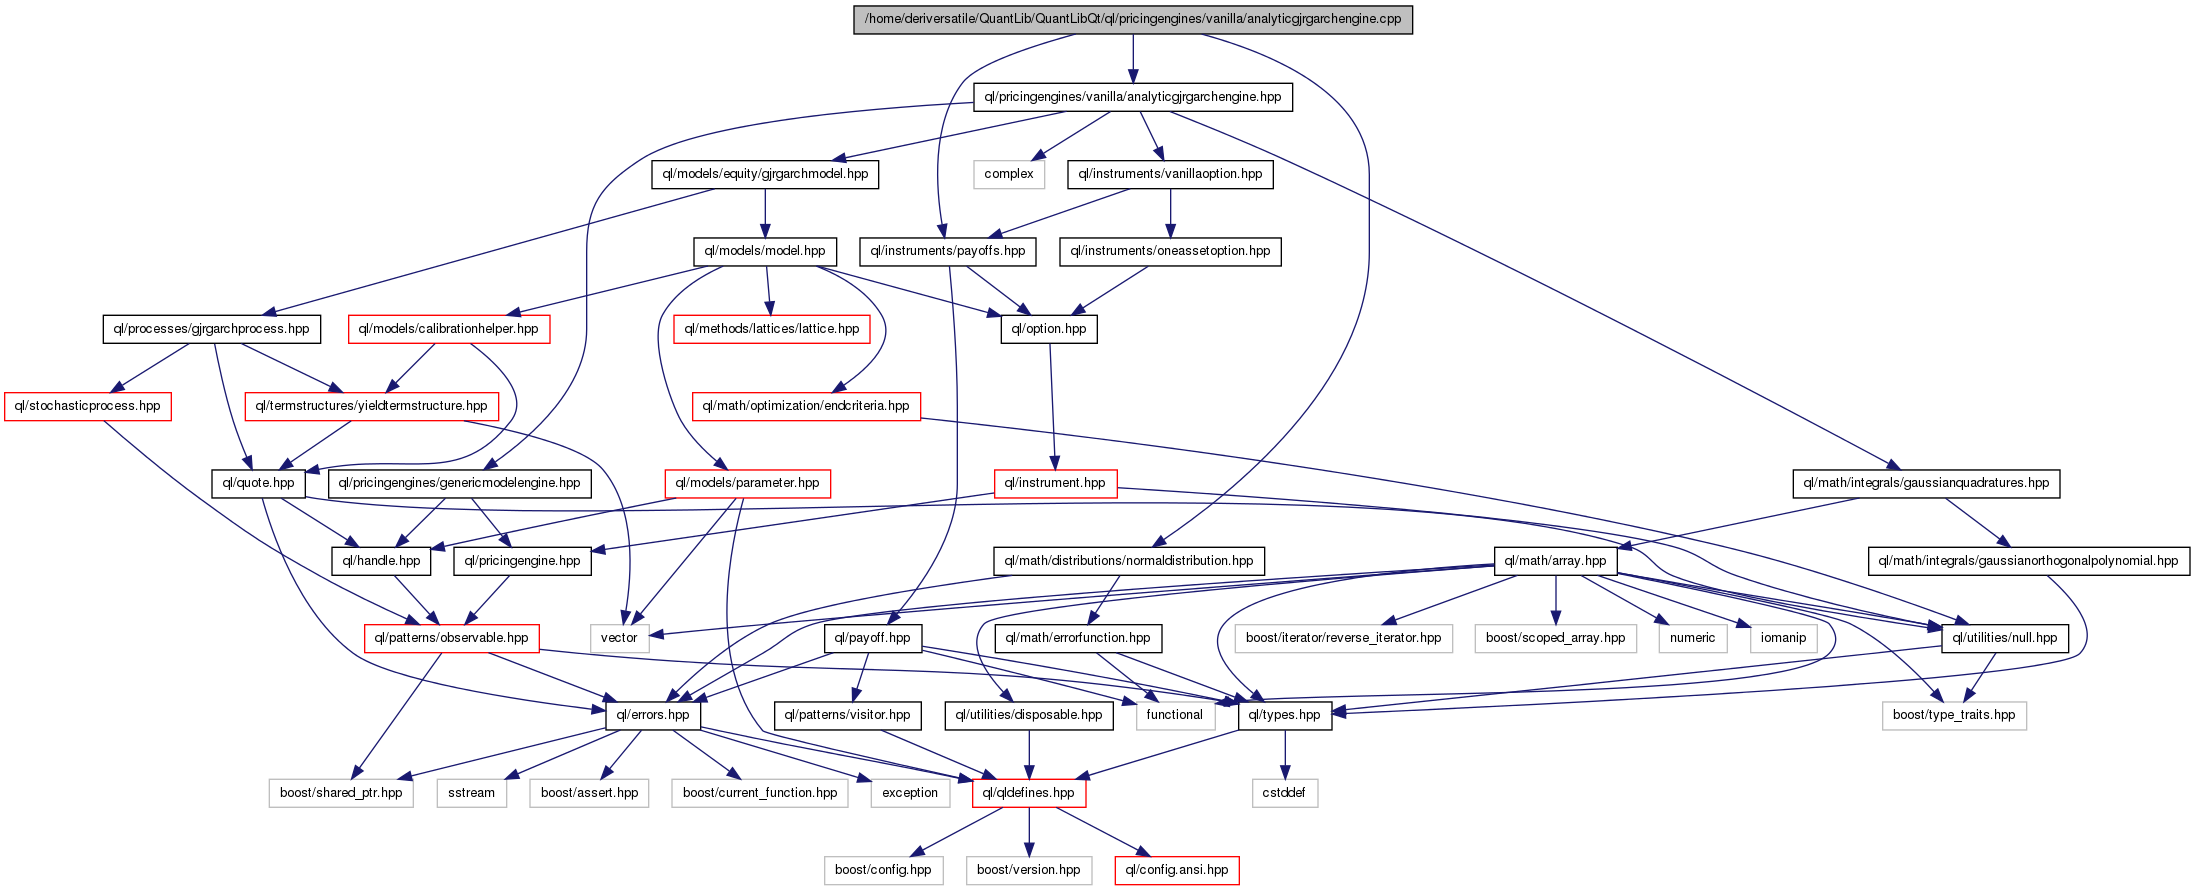 /home/deriversatile/QuantLib/QuantLibQt/ql/pricingengines/vanilla/analyticgjrgarchengine.cpp
ql/pricingengines/vanilla/analyticgjrgarchengine.hpp
ql/models/equity/gjrgarchmodel.hpp
complex
ql/instruments/vanillaoption.hpp
ql/models/model.hpp
ql/instruments/payoffs.hpp
ql/instruments/oneassetoption.hpp
ql/processes/gjrgarchprocess.hpp
ql/models/calibrationhelper.hpp
ql/methods/lattices/lattice.hpp
ql/option.hpp
ql/stochasticprocess.hpp
ql/termstructures/yieldtermstructure.hpp
ql/math/optimization/endcriteria.hpp
ql/quote.hpp
ql/pricingengines/genericmodelengine.hpp
ql/models/parameter.hpp
ql/instrument.hpp
ql/math/integrals/gaussianquadratures.hpp
ql/handle.hpp
ql/pricingengine.hpp
ql/math/distributions/normaldistribution.hpp
ql/math/array.hpp
ql/math/integrals/gaussianorthogonalpolynomial.hpp
ql/patterns/observable.hpp
vector
ql/payoff.hpp
ql/math/errorfunction.hpp
boost/iterator/reverse_iterator.hpp
boost/scoped_array.hpp
numeric
iomanip
ql/utilities/null.hpp
ql/errors.hpp
ql/patterns/visitor.hpp
ql/utilities/disposable.hpp
functional
ql/types.hpp
boost/type_traits.hpp
boost/shared_ptr.hpp
sstream
boost/assert.hpp
boost/current_function.hpp
exception
ql/qldefines.hpp
cstddef
boost/config.hpp
boost/version.hpp
ql/config.ansi.hpp